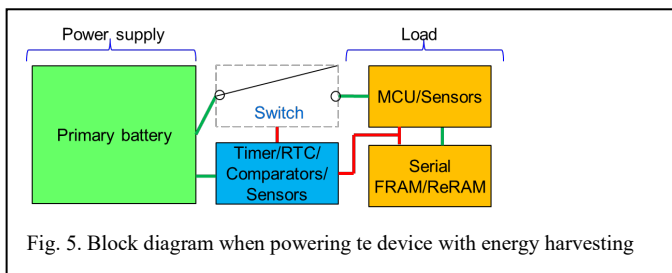 Power supply
Load
Primary battery
Switch
MCU/Sensors
Timer/RTC/
Comparators/
Sensors
Serial
FRAM/ReRAM
Fig. 5. Block diagram when powering te device with energy harvesting